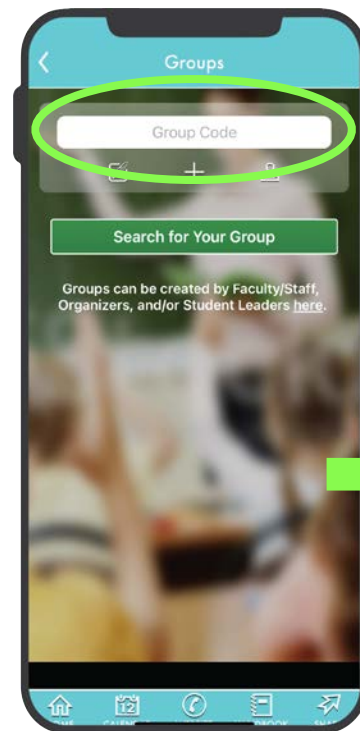 Groups
Group Code
Search for Your Group
Groups can be created by Faculty/Staff,
Organizers, and/or Student Leaders here.
12